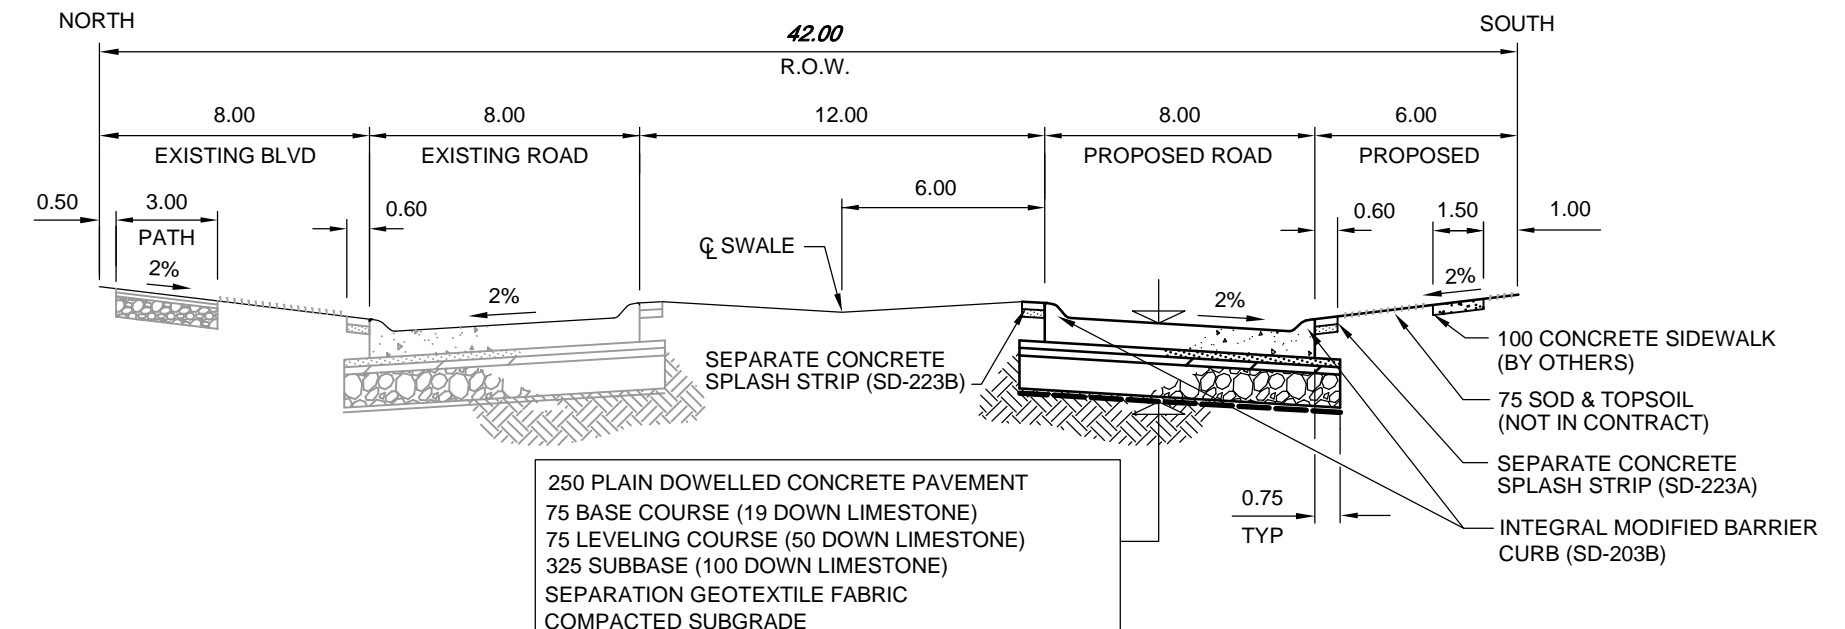 NORTH
SOUTH
42.00
R.O.W.
8.00
8.00
12.00
8.00
6.00
EXISTING BLVD
EXISTING ROAD
PROPOSED ROAD
PROPOSED
0.50
3.00
0.60
6.00
0.60
1.50
1.00
PATH
℄ SWALE
2%
2%
2%
2%
SEPARATE CONCRETE
SPLASH STRIP (SD-223B)
100 CONCRETE SIDEWALK
(BY OTHERS)
75 SOD & TOPSOIL
(NOT IN CONTRACT)
SEPARATE CONCRETE
SPLASH STRIP (SD-223A)
INTEGRAL MODIFIED BARRIER
CURB (SD-203B)
0.75
TYP
250 PLAIN DOWELLED CONCRETE PAVEMENT
75 BASE COURSE (19 DOWN LIMESTONE)
75 LEVELING COURSE (50 DOWN LIMESTONE)
325 SUBBASE (100 DOWN LIMESTONE)
SEPARATION GEOTEXTILE FABRIC
COMPACTED SUBGRADE